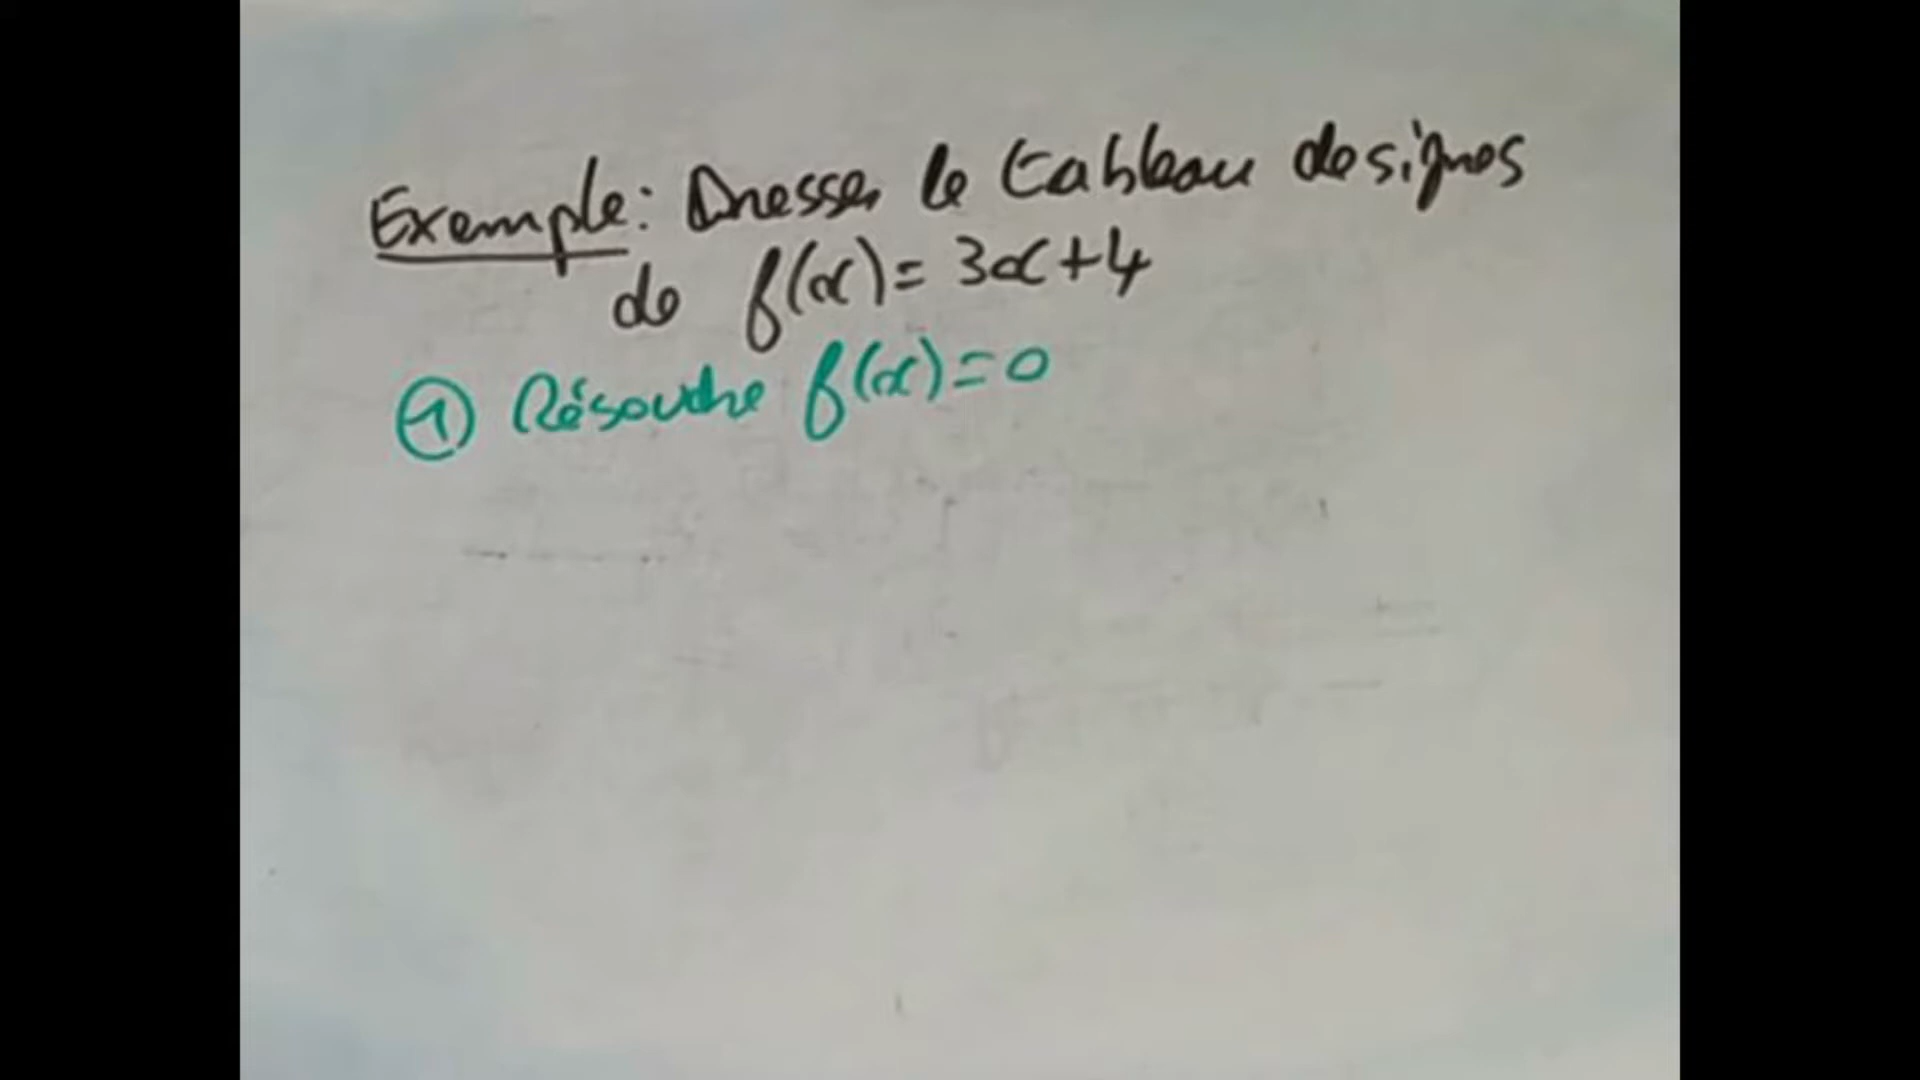 Exemple: Dresser le tableau de signes
de f(x) = 3x+4
① Résoudre f(x) = 0